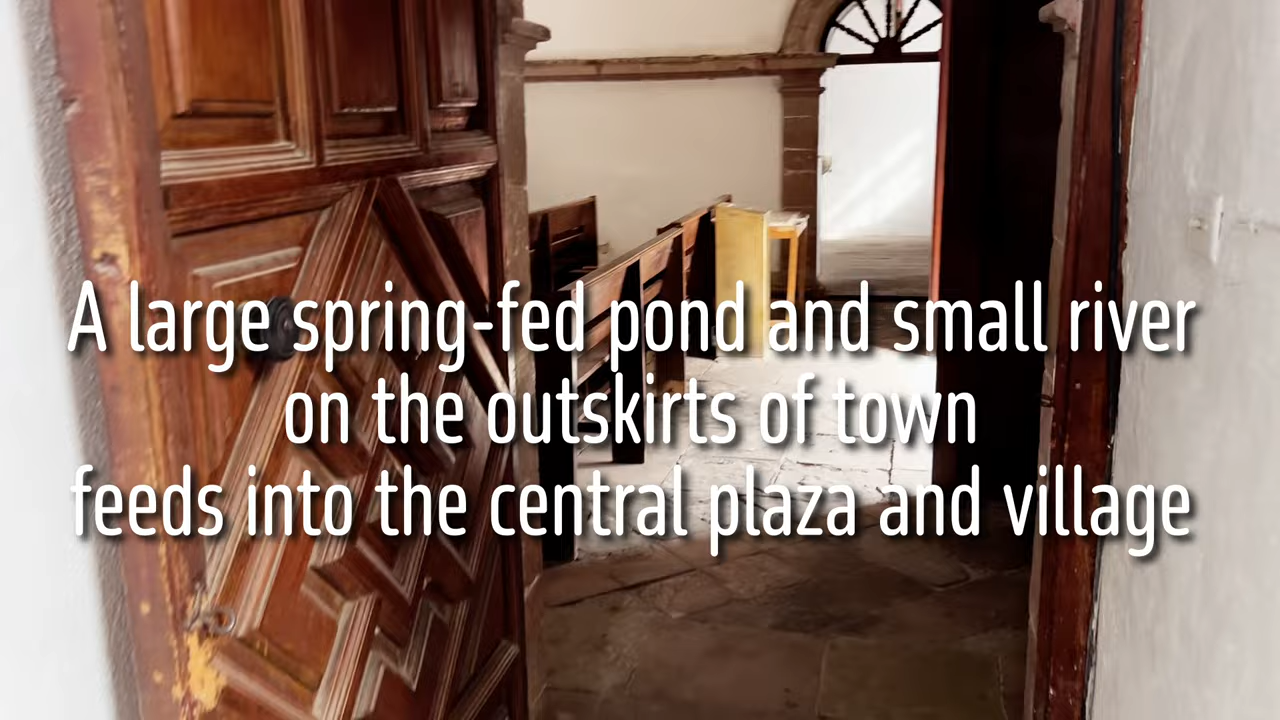 A large spring-fed pond and small river
on the outskirts of town
feeds into the central plaza and village